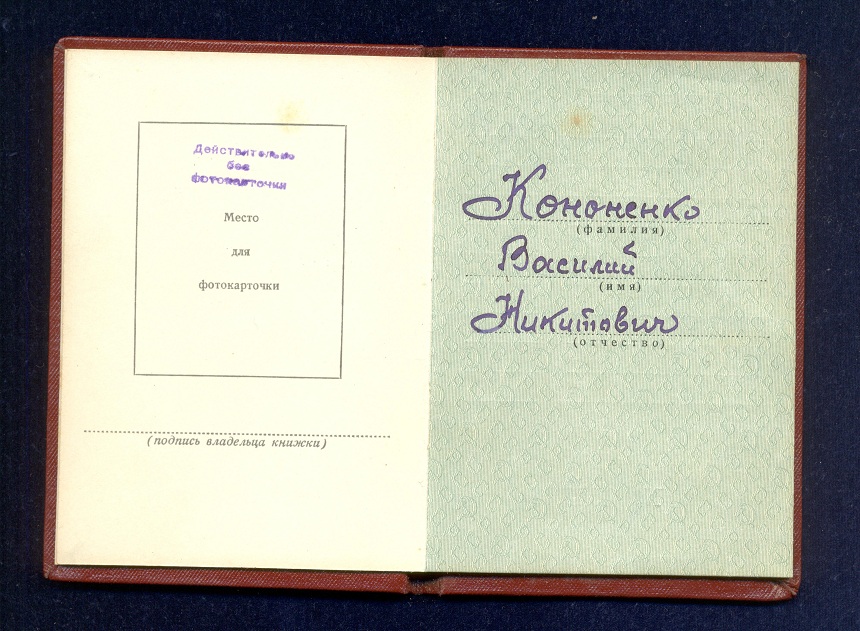 Действительно
без
фотокарточки
Место
для
фотокарточки
(подпись владельца книжки)
Кононенко
(фамилия)
Василий
(имя)
Никитович
(отчество)